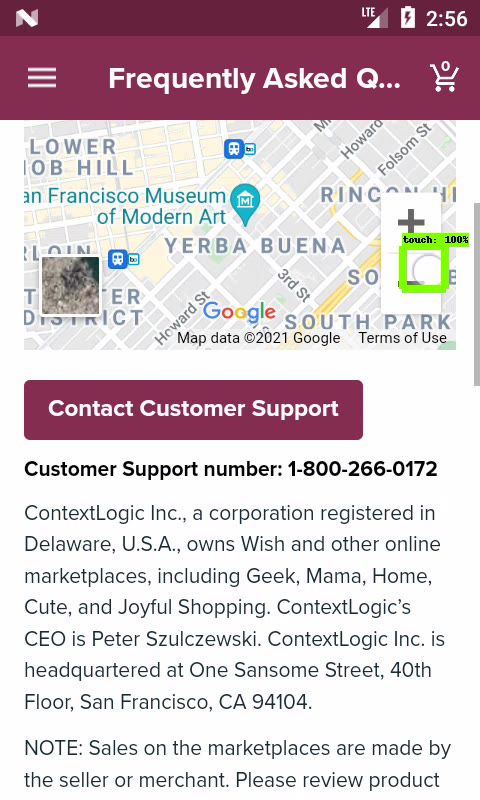 LTE
2:56
Frequently Asked Q...
0
LOWER
OB HILL
Howard
Folsom St
an Francisco Museum
of Modern Art
RINCON HI
YERBA BUENA
touch: 100%
3rd St
SO
B
DISTRICT
Howard St
Google
SOUTH PARK
Map data ©2021 Google
Terms of Use
Contact Customer Support
Customer Support number: 1-800-266-0172
ContextLogic Inc., a corporation registered in
Delaware, U.S.A., owns Wish and other online
marketplaces, including Geek, Mama, Home,
Cute, and Joyful Shopping. ContextLogic's
CEO is Peter Szulczewski. ContextLogic Inc. is
headquartered at One Sansome Street, 40th
Floor, San Francisco, CA 94104.
NOTE: Sales on the marketplaces are made by
the seller or merchant. Please review product